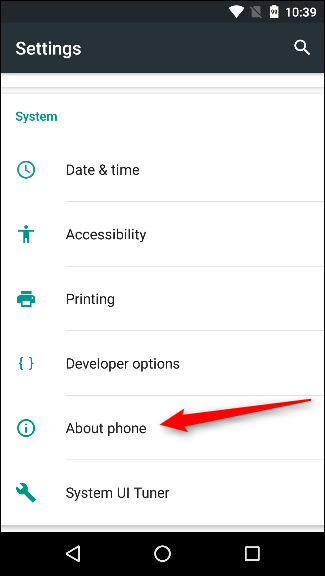 10:39
Settings
System
Date & time
Accessibility
Printing
Developer options
About phone
System UI Tuner